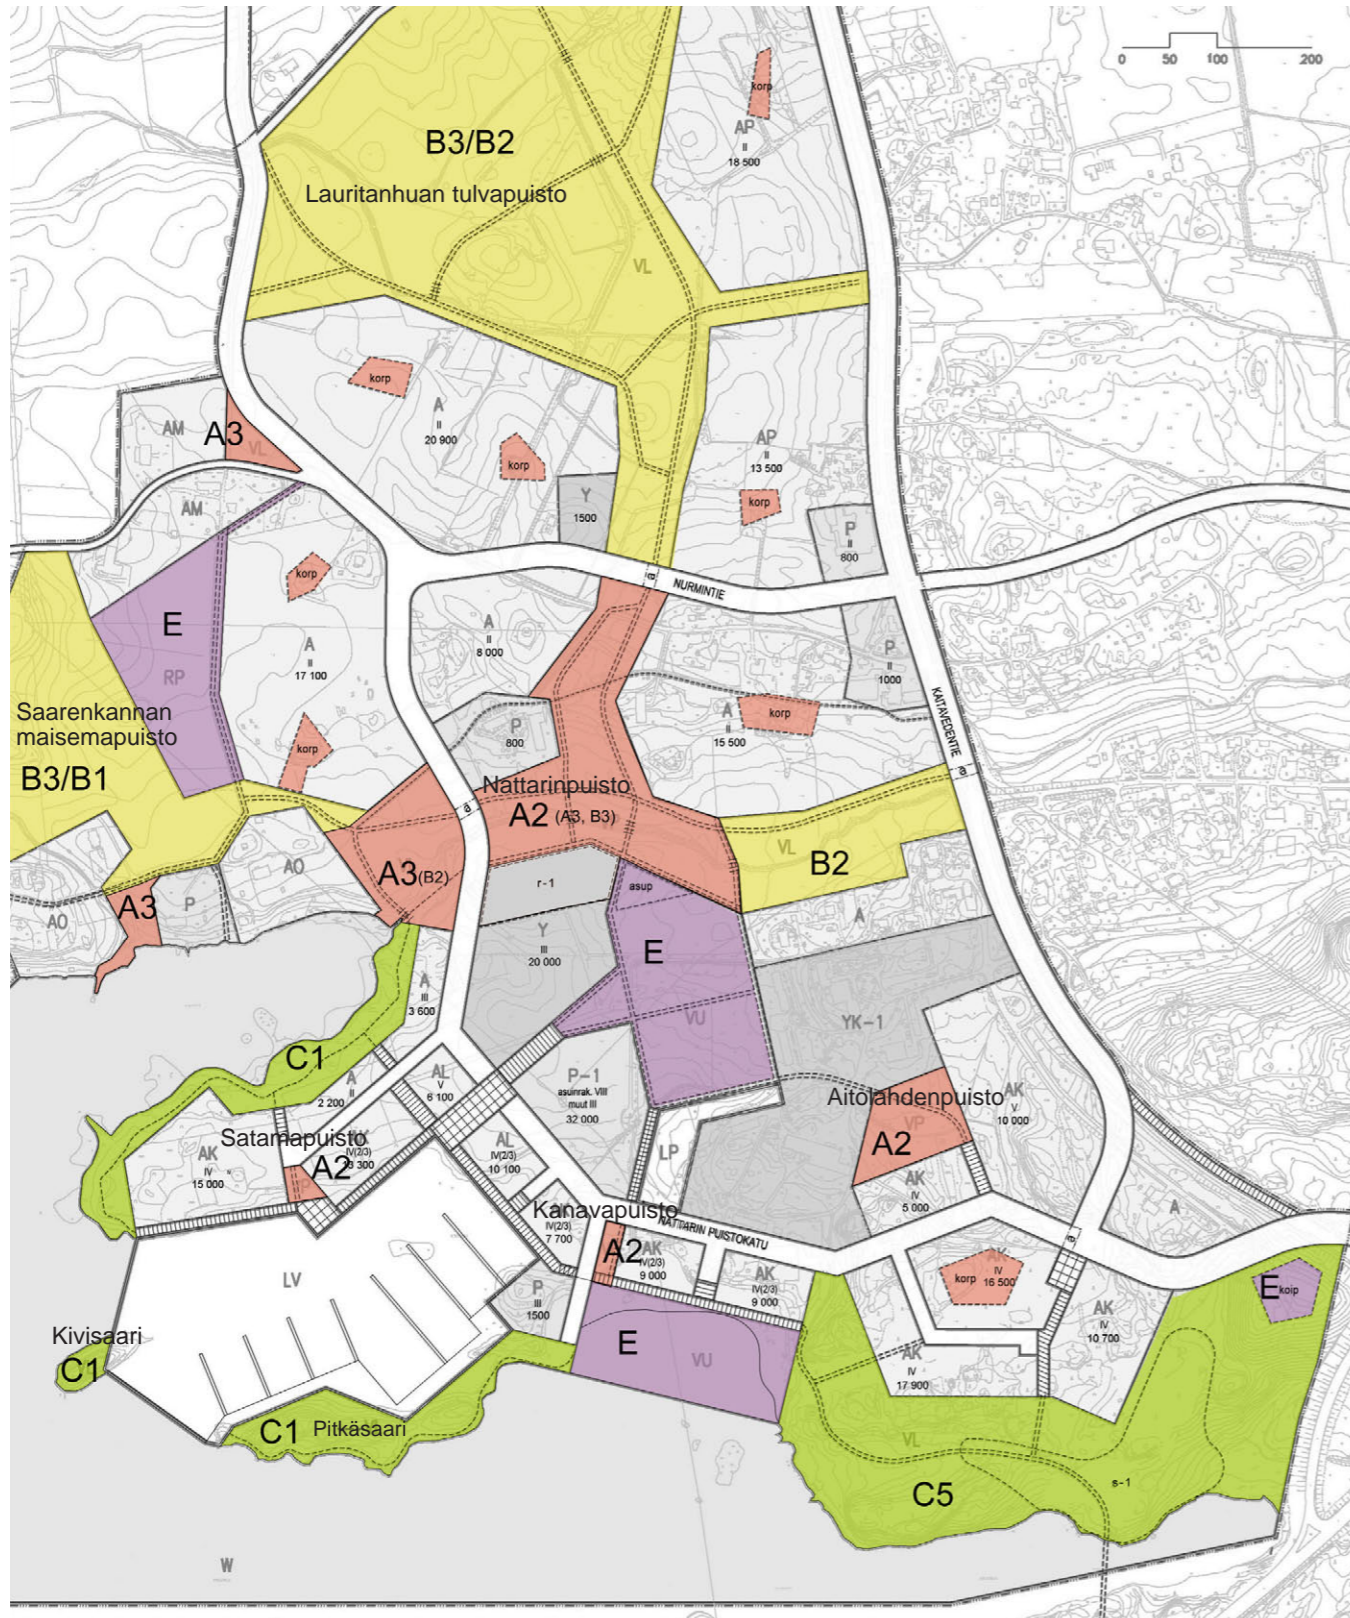 0 50 100 200
korp
AP
II
18 500
B3/B2
Lauritanhuan tulvapuisto
VL
korp
A
II
20 900
AM
A3
VL
korp
AP
II
13 500
korp
Y
1500
AM
P
II
800
korp
a
NURMINTIE
E
RP
A
II
17 100
A
II
8 000
P
II
1000
KAITAVEDENTIE
Saarenkannan
maisemapuisto
B3/B1
korp
P
800
A
II
15 500
korp
a
Nattarinpuisto
A2 (A3, B3)
a
VL
B2
AO
A3 (B2)
r-1
asup
A3
P
AO
A
Y
III
20 000
E
VU
A
III
3 600
YK-1
C1
A
II
2 200
AL
V
6 100
P-1
asuinrak. VIII
muut III
32 000
Aitolahdenpuisto
VP
A2
AK
V
10 000
Satamapuisto
AK
IV
15 000
A2
AK
IV(2/3)
13 300
AL
IV(2/3)
10 100
LP
AK
IV
5 000
A
Kanavapuisto
IV(2/3)
7 700
A2
AK
IV(2/3)
9 000
NATTARIN PUISTOKATU
AK
IV(2/3)
9 000
a
korp
AK
IV
16 500
E
koip
LV
P
III
1500
AK
IV
10 700
Kivisaari
C1
E
VU
AK
IV
17 900
C1
Pitkäsaari
VL
C5
s-1
W